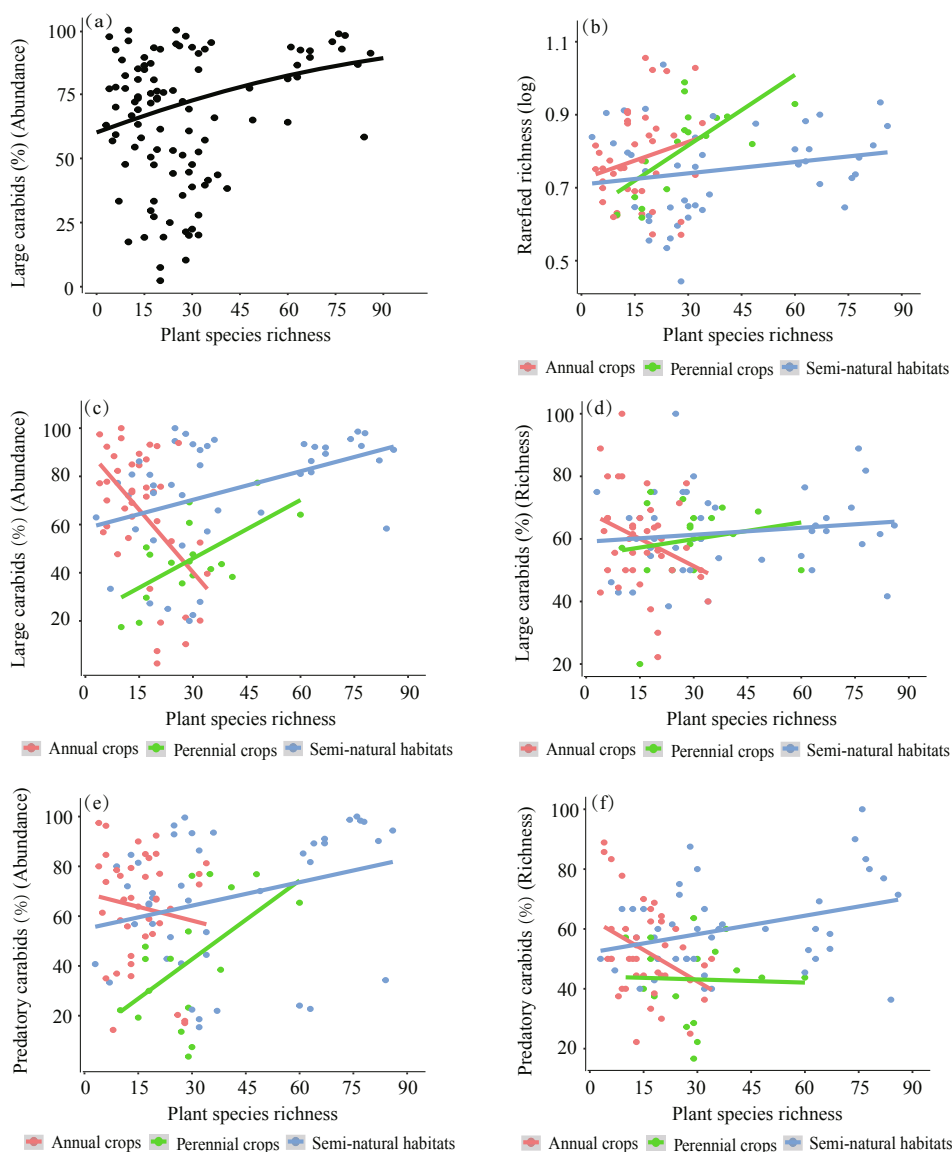 (a)
Large carabids (%) (Abundance)
100
75
50
25
0
0 15 30 45 60 75 90
Plant species richness
(b)
Rarefied richness (log)
1.1
0.9
0.7
0.5
0 15 30 45 60 75 90
Plant species richness
Annual crops Perennial crops Semi-natural habitats
(c)
Large carabids (%) (Abundance)
100
80
60
40
20
0 15 30 45 60 75 90
Plant species richness
Annual crops Perennial crops Semi-natural habitats
(d)
Large carabids (%) (Richness)
100
80
60
40
20
0 15 30 45 60 75 90
Plant species richness
Annual crops Perennial crops Semi-natural habitats
(e)
Predatory carabids (%) (Abundance)
100
80
60
40
20
0 15 30 45 60 75 90
Plant species richness
Annual crops Perennial crops Semi-natural habitats
(f)
Predatory carabids (%) (Richness)
100
80
60
40
20
0 15 30 45 60 75 90
Plant species richness
Annual crops Perennial crops Semi-natural habitats